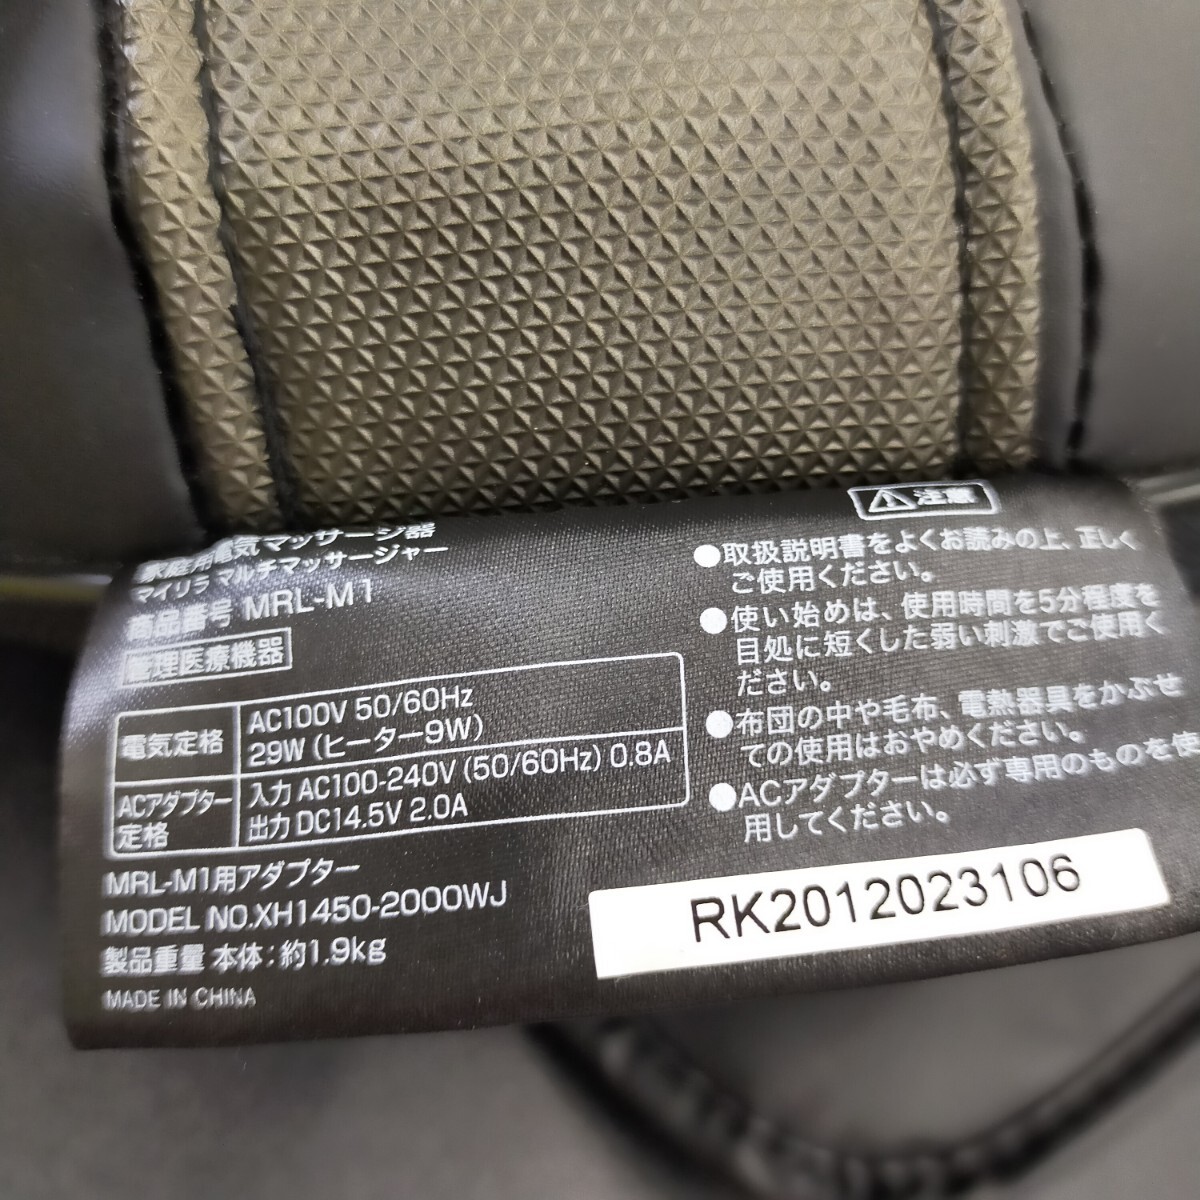 家庭用電気マッサージ器
マイリラ マルチマッサージャー
商品番号 MRL-M1
管理医療機器
電気定格
AC100V 50/60Hz
29W (ヒーター9W)
ACアダプター
定格
入力 AC100-240V (50/60Hz) 0.8A
出力 DC14.5V 2.0A
MRL-M1用アダプター
MODEL NO.XH1450-2000WJ
製品重量 本体：約1.9kg
MADE IN CHINA
⚠注意
●取扱説明書をよくお読みの上、正しく
ご使用ください。
●使い始めは、使用時間を5分程度を
目処に短くした弱い刺激でご使用く
ださい。
●布団の中や毛布、電熱器具をかぶせ
ての使用はおやめください。
●ACアダプターは必ず専用のものを使
用してください。
RK2012023106